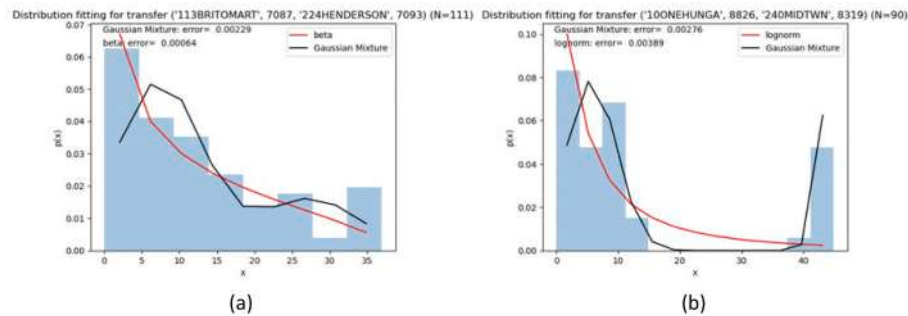 Distribution fitting for transfer ('113BRITOMART', 7087, '224HENDERSON', 7093) (N=111)
Gaussian Mixture: error= 0.00229
beta: error= 0.00064
beta
Gaussian Mixture
0.07
0.06
0.05
0.04
0.03
0.02
0.01
0.00
p(x)
0 5 10 15 20 25 30 35
x
(a)
Distribution fitting for transfer ('10ONEHUNGA', 8826, '240MIDTWN', 8319) (N=90)
Gaussian Mixture: error= 0.00276
lognorm: error= 0.00389
lognorm
Gaussian Mixture
0.10
0.08
0.06
0.04
0.02
0.00
p(x)
0 10 20 30 40
x
(b)